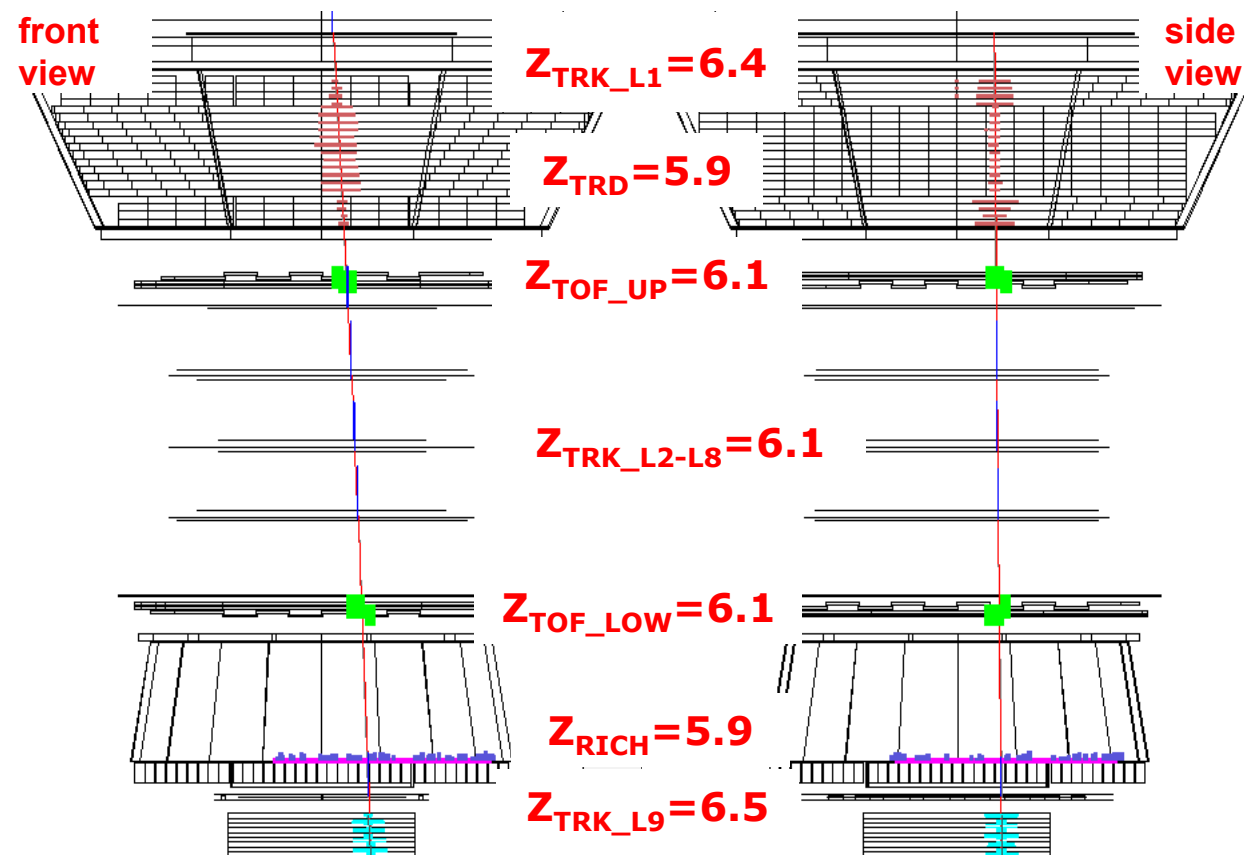 front
view
side
view
Z_TRK_L1=6.4
Z_TRD=5.9
Z_TOF_UP=6.1
Z_TRK_L2-L8=6.1
Z_TOF_LOW=6.1
Z_RICH=5.9
Z_TRK_L9=6.5